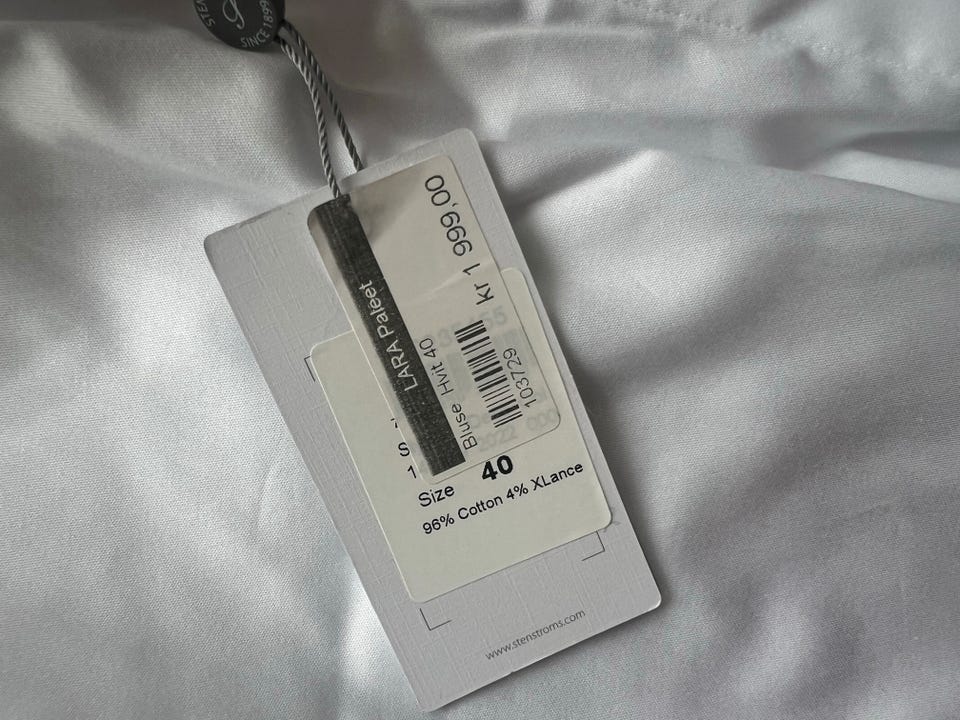 SINCE 1899
LARA Paleet
Bluse Hvit 40
103729
Kr 1 999,00
Size 40
96% Cotton 4% XLance
www.stenstroms.com